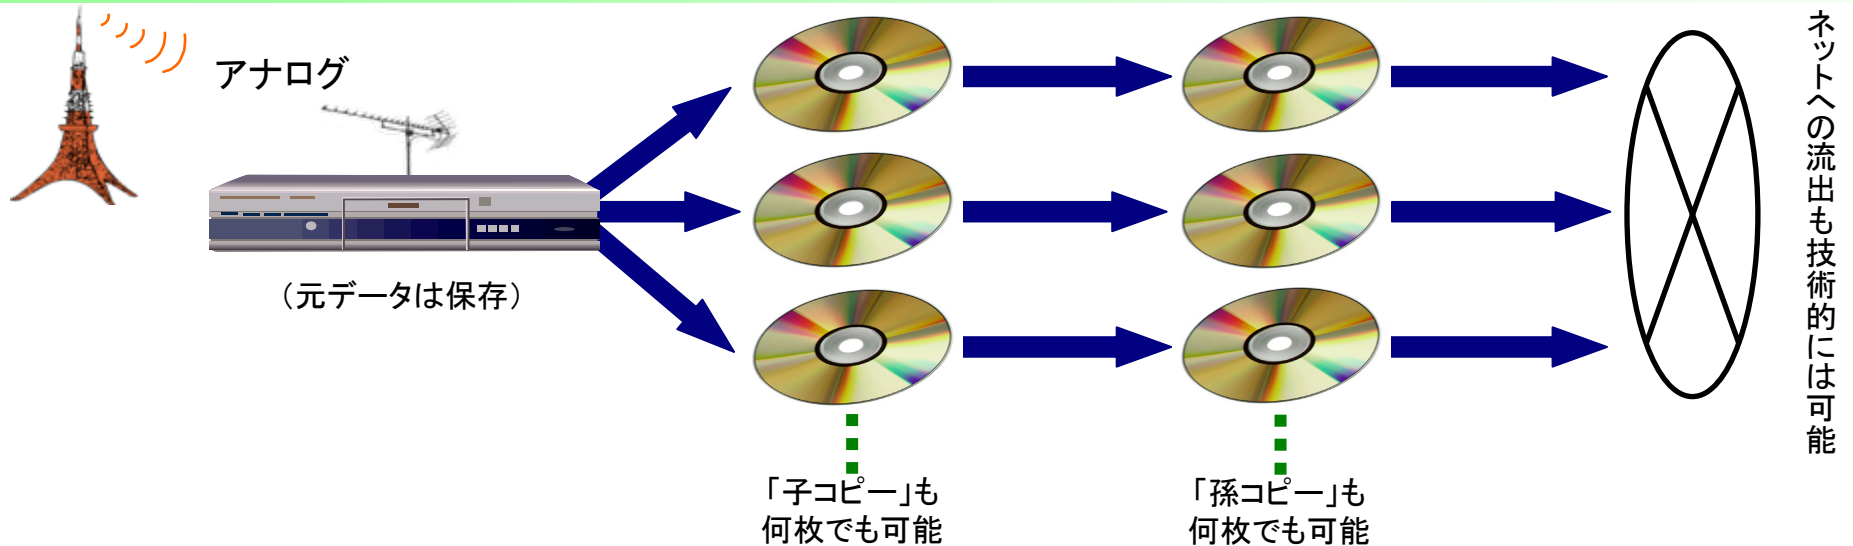 アナログ
（元データは保存）
「子コピー」も
何枚でも可能
「孫コピー」も
何枚でも可能
ネットへの流出も技術的には可能